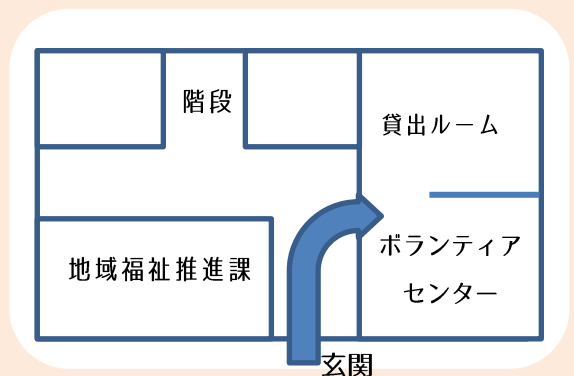 階段
貸出ルーム
ボランティア
センター
地域福祉推進課
玄関